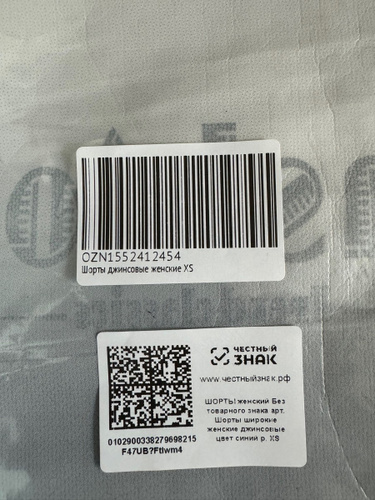 OZN1552412454
Шорты джинсовые женские XS
ЧЕСТНЫЙ
ЗНАК
www.честныйзнак.рф
ШОРТЫ женский Без
товарного знака арт.
Шорты широкие
женские джинсовые
цвет синий р. XS
0102900338279698215
F47UB?Ftlwm4